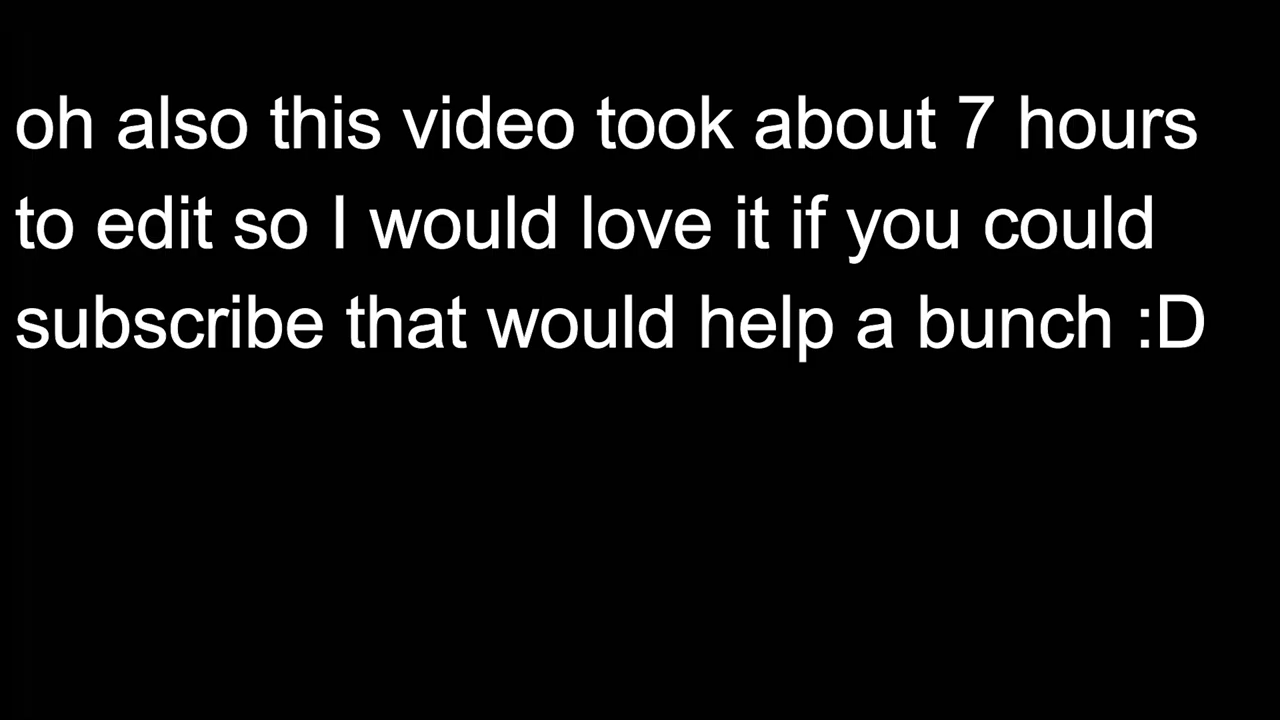 oh also this video took about 7 hours
to edit so I would love it if you could
subscribe that would help a bunch :D